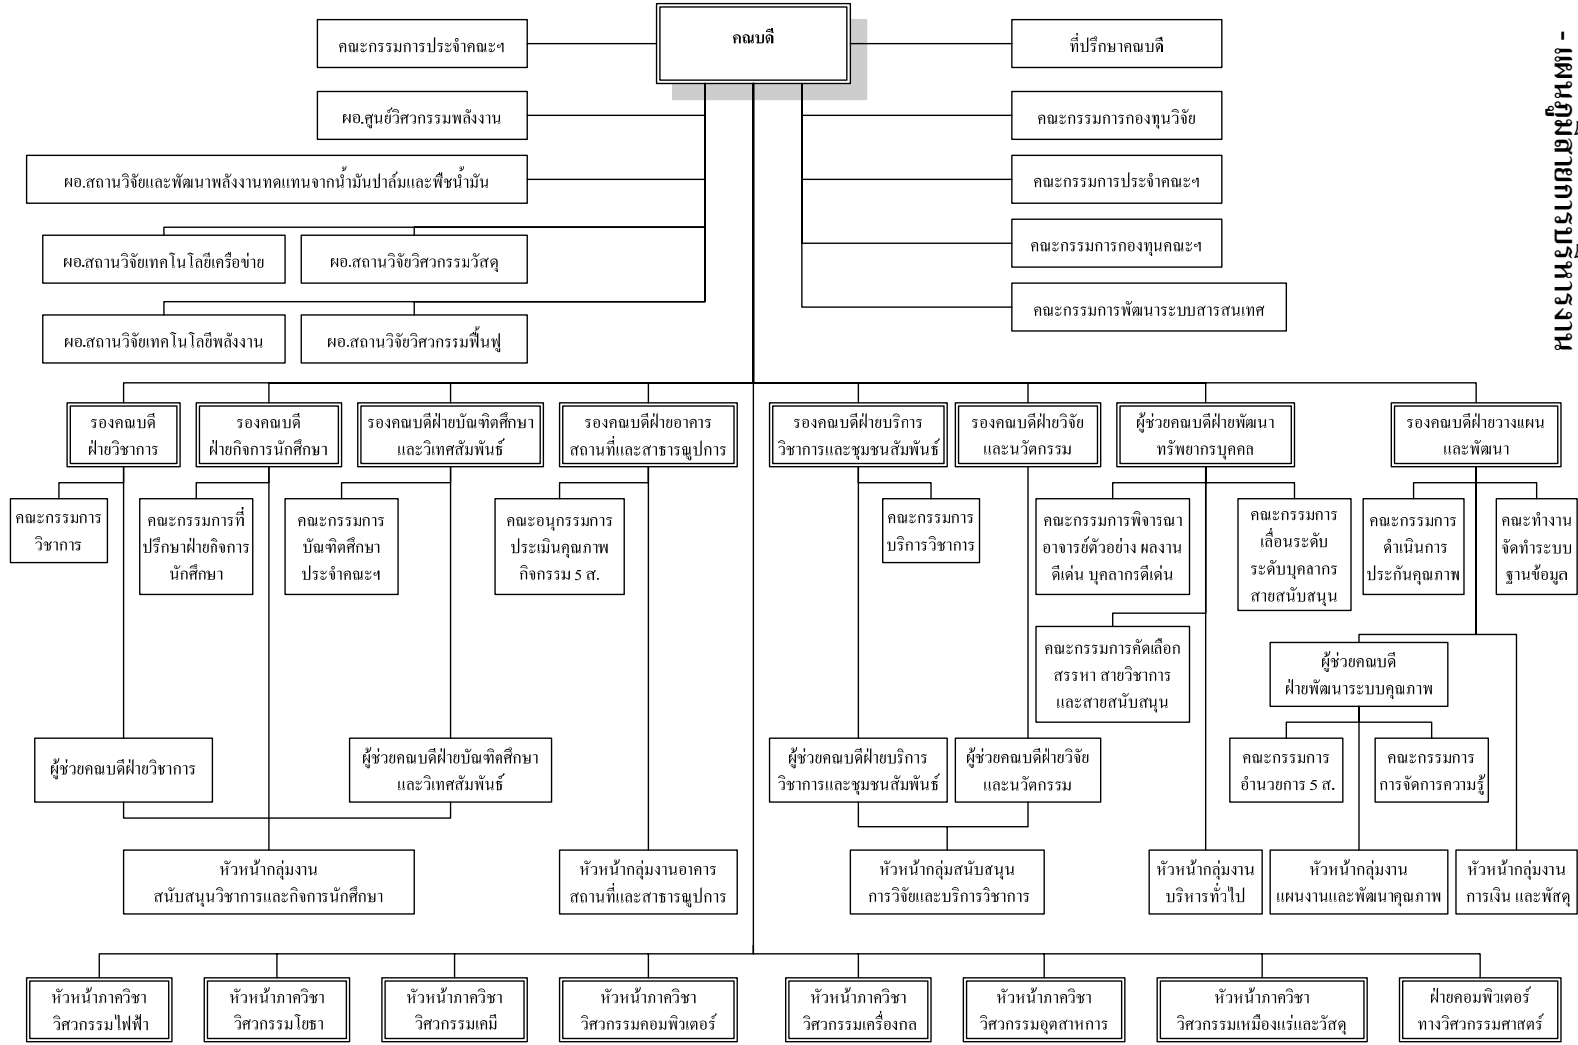 - แผนภูมิสายการบริหารงาน
คณบดี
คณะกรรมการประจำคณะฯ
ที่ปรึกษาคณบดี
ผอ.ศูนย์วิศวกรรมพลังงาน
คณะกรรมการกองทุนวิจัย
ผอ.สถานวิจัยและพัฒนาพลังงานทดแทนจากน้ำมันปาล์มและพืชน้ำมัน
คณะกรรมการประจำคณะฯ
คณะกรรมการกองทุนคณะฯ
ผอ.สถานวิจัยเทคโนโลยีเครือข่าย
ผอ.สถานวิจัยวิศวกรรมวัสดุ
คณะกรรมการพัฒนาระบบสารสนเทศ
ผอ.สถานวิจัยเทคโนโลยีพลังงาน
ผอ.สถานวิจัยวิศวกรรมฟื้นฟู
รองคณบดี
ฝ่ายวิชาการ
รองคณบดี
ฝ่ายกิจการนักศึกษา
รองคณบดีฝ่ายบัณฑิตศึกษา
และวิเทศสัมพันธ์
รองคณบดีฝ่ายอาคาร
สถานที่และสาธารณูปการ
รองคณบดีฝ่ายบริการ
วิชาการและชุมชนสัมพันธ์
รองคณบดีฝ่ายวิจัย
และนวัตกรรม
ผู้ช่วยคณบดีฝ่ายพัฒนา
ทรัพยากรบุคคล
รองคณบดีฝ่ายวางแผน
และพัฒนา
คณะกรรมการ
วิชาการ
คณะกรรมการที่
ปรึกษาฝ่ายกิจการ
นักศึกษา
คณะกรรมการ
บัณฑิตศึกษา
ประจำคณะฯ
คณะอนุกรรมการ
ประเมินคุณภาพ
กิจกรรม 5 ส.
คณะกรรมการ
บริการวิชาการ
คณะกรรมการพิจารณา
อาจารย์ตัวอย่าง ผลงาน
ดีเด่น บุคลากรดีเด่น
คณะกรรมการ
เลื่อนระดับ
ระดับบุคลากร
สายสนับสนุน
คณะกรรมการ
ดำเนินการ
ประกันคุณภาพ
คณะทำงาน
จัดทำระบบ
ฐานข้อมูล
คณะกรรมการคัดเลือก
สรรหา สายวิชาการ
และสายสนับสนุน
ผู้ช่วยคณบดี
ฝ่ายพัฒนาระบบคุณภาพ
ผู้ช่วยคณบดีฝ่ายวิชาการ
ผู้ช่วยคณบดีฝ่ายบัณฑิตศึกษา
และวิเทศสัมพันธ์
ผู้ช่วยคณบดีฝ่ายบริการ
วิชาการและชุมชนสัมพันธ์
ผู้ช่วยคณบดีฝ่ายวิจัย
และนวัตกรรม
คณะกรรมการ
อำนวยการ 5 ส.
คณะกรรมการ
การจัดการความรู้
หัวหน้ากลุ่มงาน
สนับสนุนวิชาการและกิจการนักศึกษา
หัวหน้ากลุ่มงานอาคาร
สถานที่และสาธารณูปการ
หัวหน้ากลุ่มสนับสนุน
การวิจัยและบริการวิชาการ
หัวหน้ากลุ่มงาน
บริหารทั่วไป
หัวหน้ากลุ่มงาน
แผนงานและพัฒนาคุณภาพ
หัวหน้ากลุ่มงาน
การเงิน และพัสดุ
หัวหน้าภาควิชา
วิศวกรรมไฟฟ้า
หัวหน้าภาควิชา
วิศวกรรมโยธา
หัวหน้าภาควิชา
วิศวกรรมเคมี
หัวหน้าภาควิชา
วิศวกรรมคอมพิวเตอร์
หัวหน้าภาควิชา
วิศวกรรมเครื่องกล
หัวหน้าภาควิชา
วิศวกรรมอุตสาหการ
หัวหน้าภาควิชา
วิศวกรรมเหมืองแร่และวัสดุ
ฝ่ายคอมพิวเตอร์
ทางวิศวกรรมศาสตร์